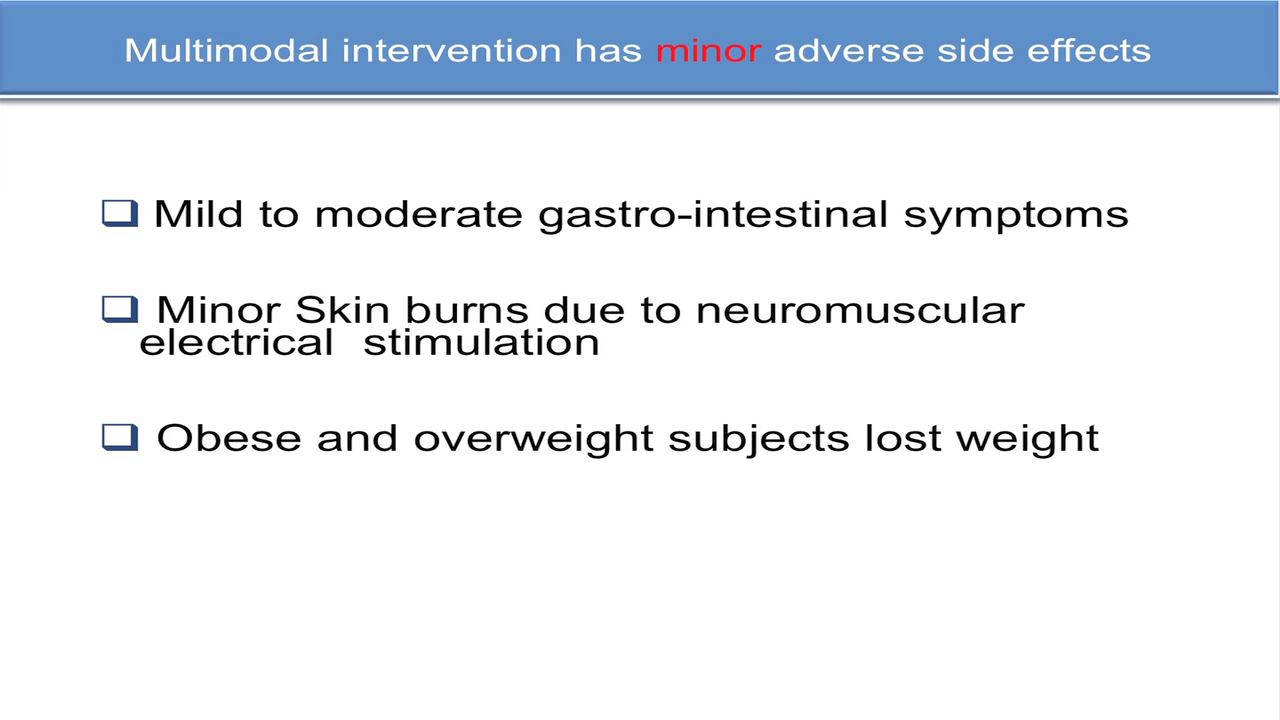 Multimodal intervention has minor adverse side effects
❑ Mild to moderate gastro-intestinal symptoms
❑ Minor Skin burns due to neuromuscular
electrical  stimulation
❑ Obese and overweight subjects lost weight